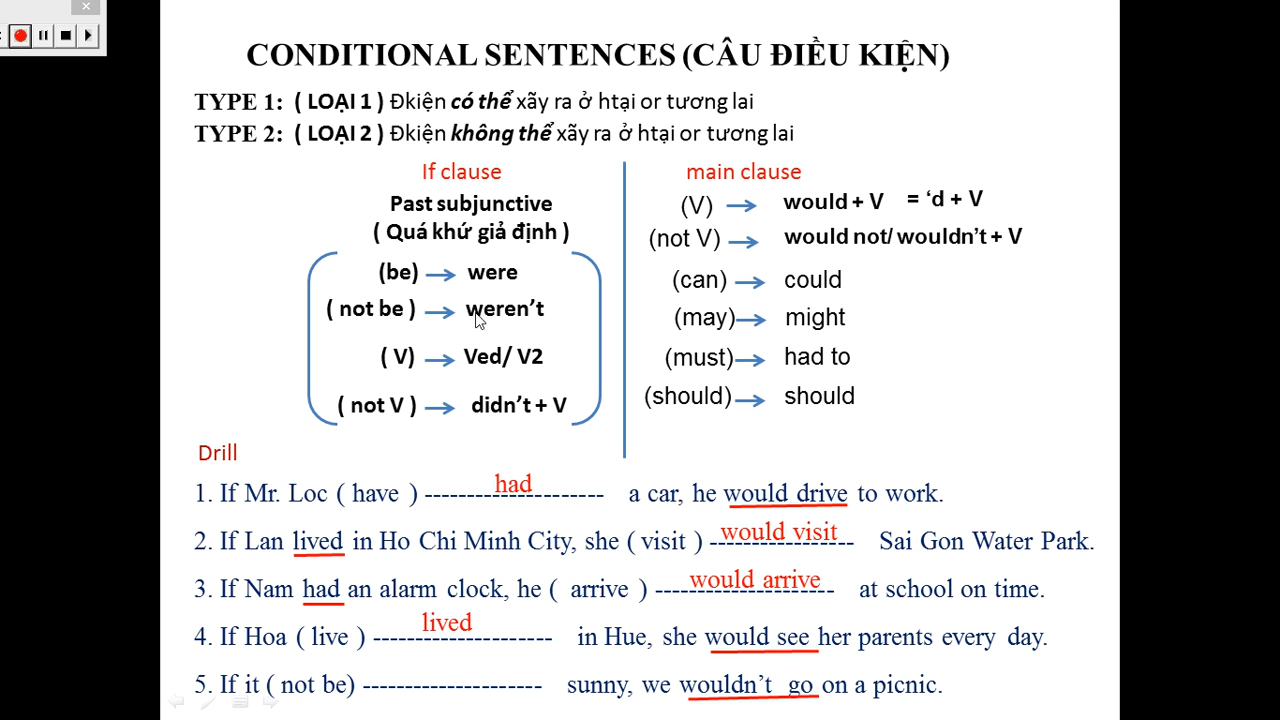 CONDITIONAL SENTENCES (CÂU ĐIỀU KIỆN)
TYPE 1: ( LOẠI 1 ) Đkiện có thể xãy ra ở htại or tương lai
TYPE 2: ( LOẠI 2 ) Đkiện không thể xãy ra ở htại or tương lai
If clause
Past subjunctive
( Quá khứ giả định )
(be) → were
( not be ) → weren't
( V) → Ved/ V2
( not V ) → didn't + V
main clause
(V) → would + V = ‘d + V
(not V) → would not/ wouldn't + V
(can) → could
(may) → might
(must) → had to
(should) → should
Drill
1. If Mr. Loc ( have ) --------had-------- a car, he would drive to work.
2. If Lan lived in Ho Chi Minh City, she ( visit ) ---would visit--- Sai Gon Water Park.
3. If Nam had an alarm clock, he ( arrive ) ---would arrive--- at school on time.
4. If Hoa ( live ) -------lived------- in Hue, she would see her parents every day.
5. If it ( not be) --------------------- sunny, we wouldn't go on a picnic.